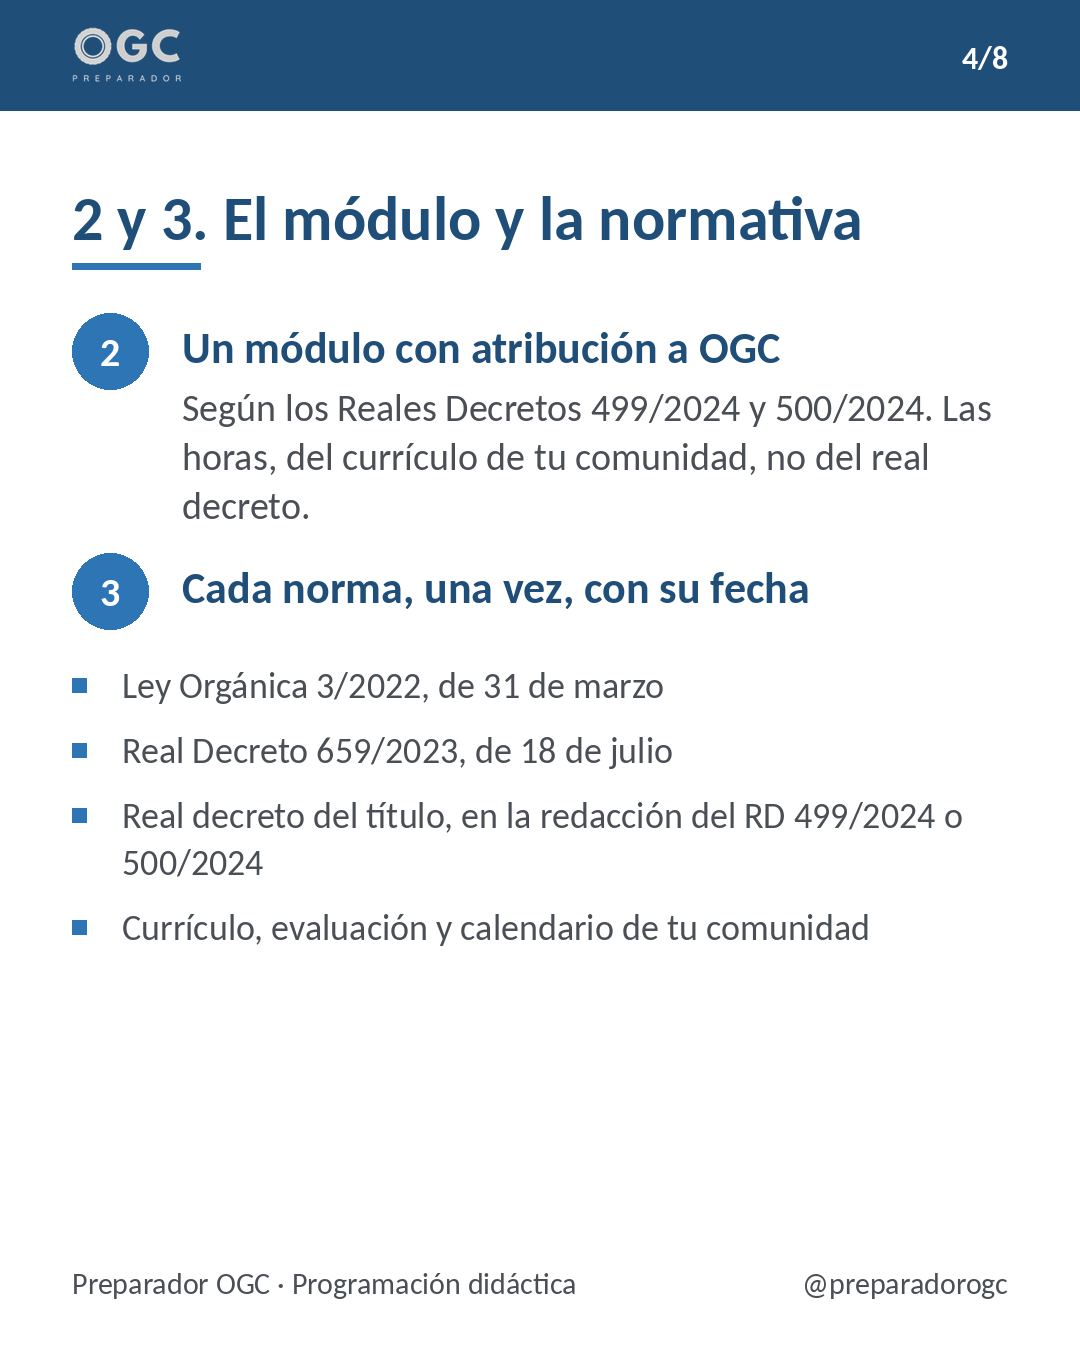 OGC
PREPARADOR
4/8
2 y 3. El módulo y la normativa
2
Un módulo con atribución a OGC
Según los Reales Decretos 499/2024 y 500/2024. Las
horas, del currículo de tu comunidad, no del real
decreto.
3
Cada norma, una vez, con su fecha
Ley Orgánica 3/2022, de 31 de marzo
Real Decreto 659/2023, de 18 de julio
Real decreto del título, en la redacción del RD 499/2024 o
500/2024
Currículo, evaluación y calendario de tu comunidad
Preparador OGC · Programación didáctica
@preparadorogc